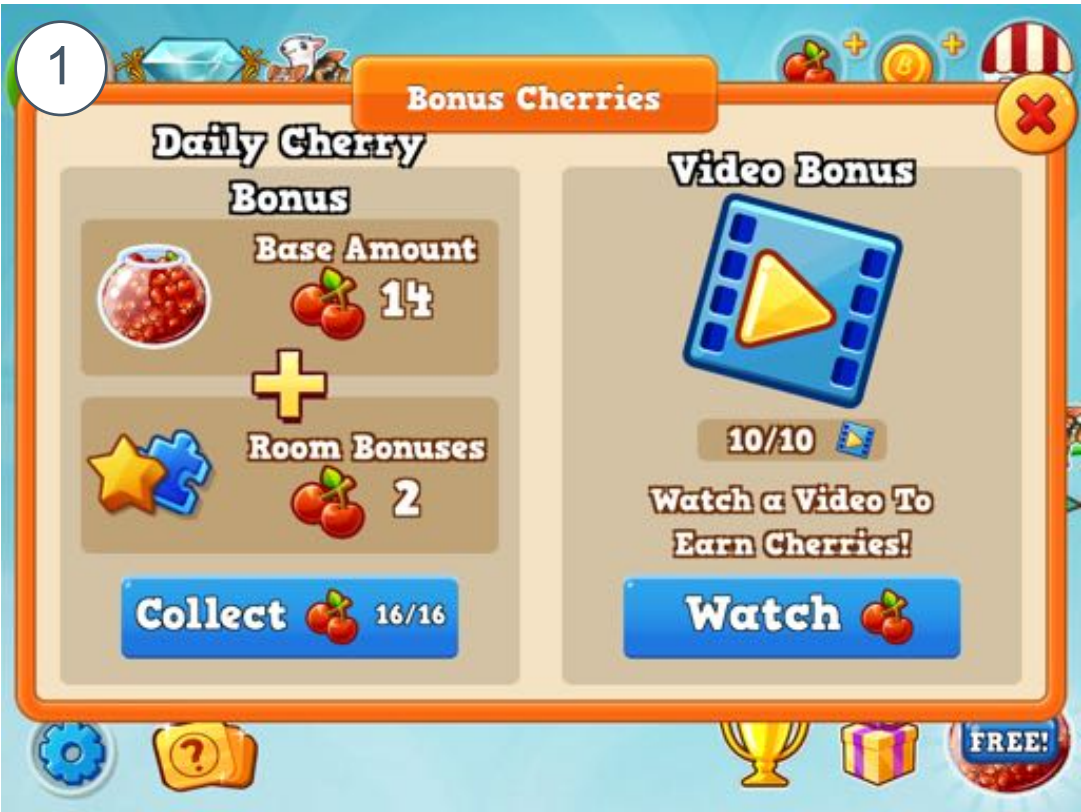 1
Bonus Cherries
Daily Cherry
Bonus
Base Amount
14
Room Bonuses
2
Collect 16/16
Video Bonus
10/10
Watch a Video To
Earn Cherries!
Watch
?
B
FREE!